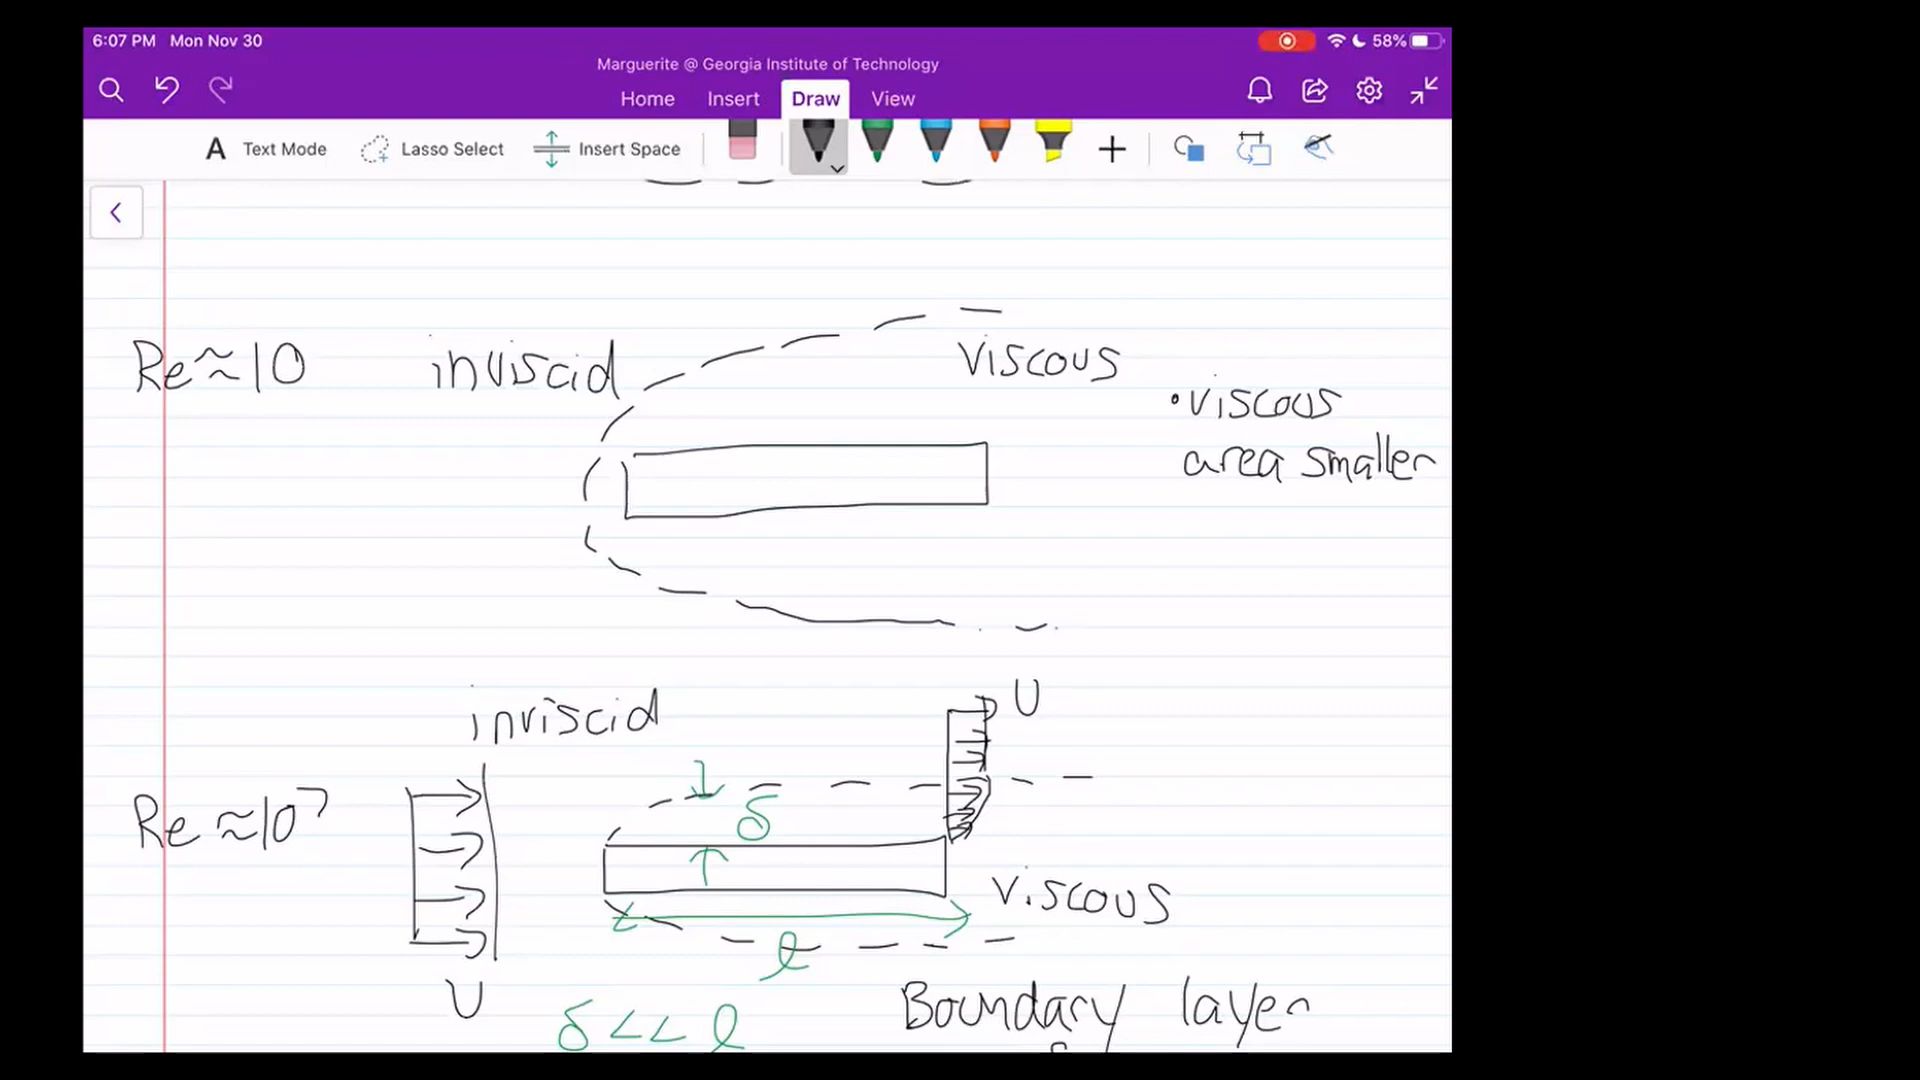 6:07 PM Mon Nov 30
58%
Marguerite @ Georgia Institute of Technology
Home Insert Draw View
A Text Mode Lasso Select Insert Space
Re≈10 inviscid viscous
•viscous
area smaller
inviscid U
Re≈10⁷ δ
viscous
l
U Boundary layer
δ<<l